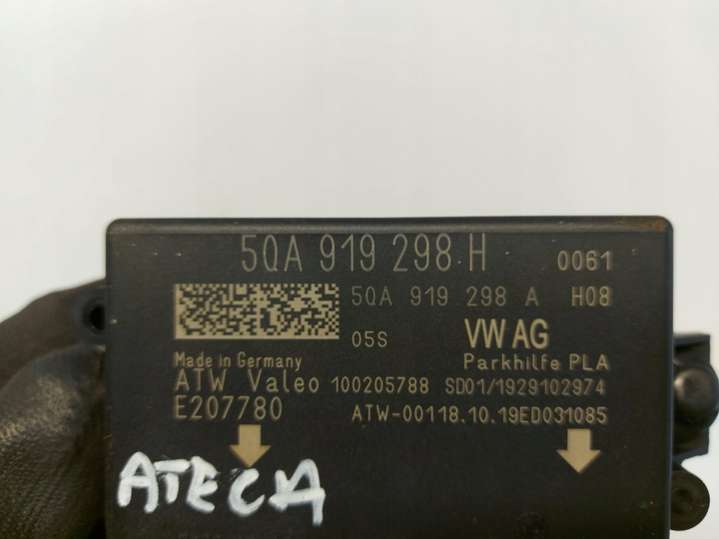 5QA 919 298 H 0061
5QA 919 298 A H08
05S VW AG
Made in Germany Parkhilfe PLA
ATW Valeo 100205788 SD01/1929102974
E207780 ATW-00118.10.19ED031085
ATECA